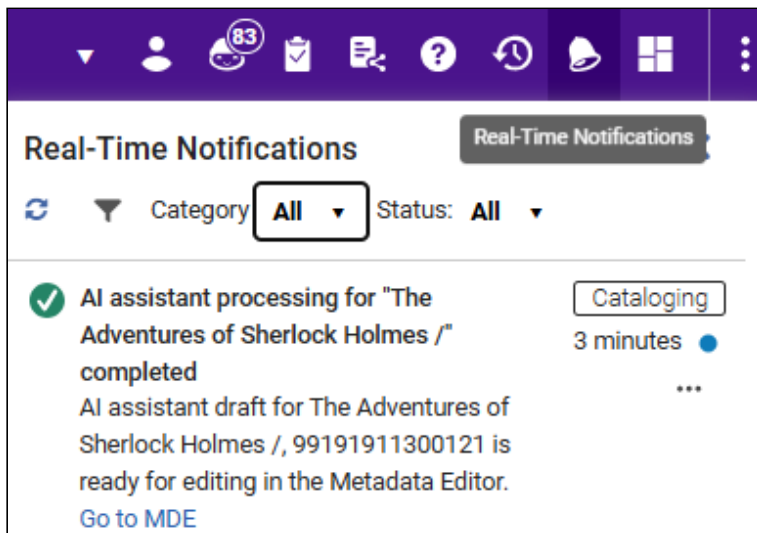 83
Real-Time Notifications
Real-Time Notifications
Category All Status: All
AI assistant processing for "The
Adventures of Sherlock Holmes /"
completed
Cataloging
3 minutes
AI assistant draft for The Adventures of
Sherlock Holmes /, 99191911300121 is
ready for editing in the Metadata Editor.
Go to MDE